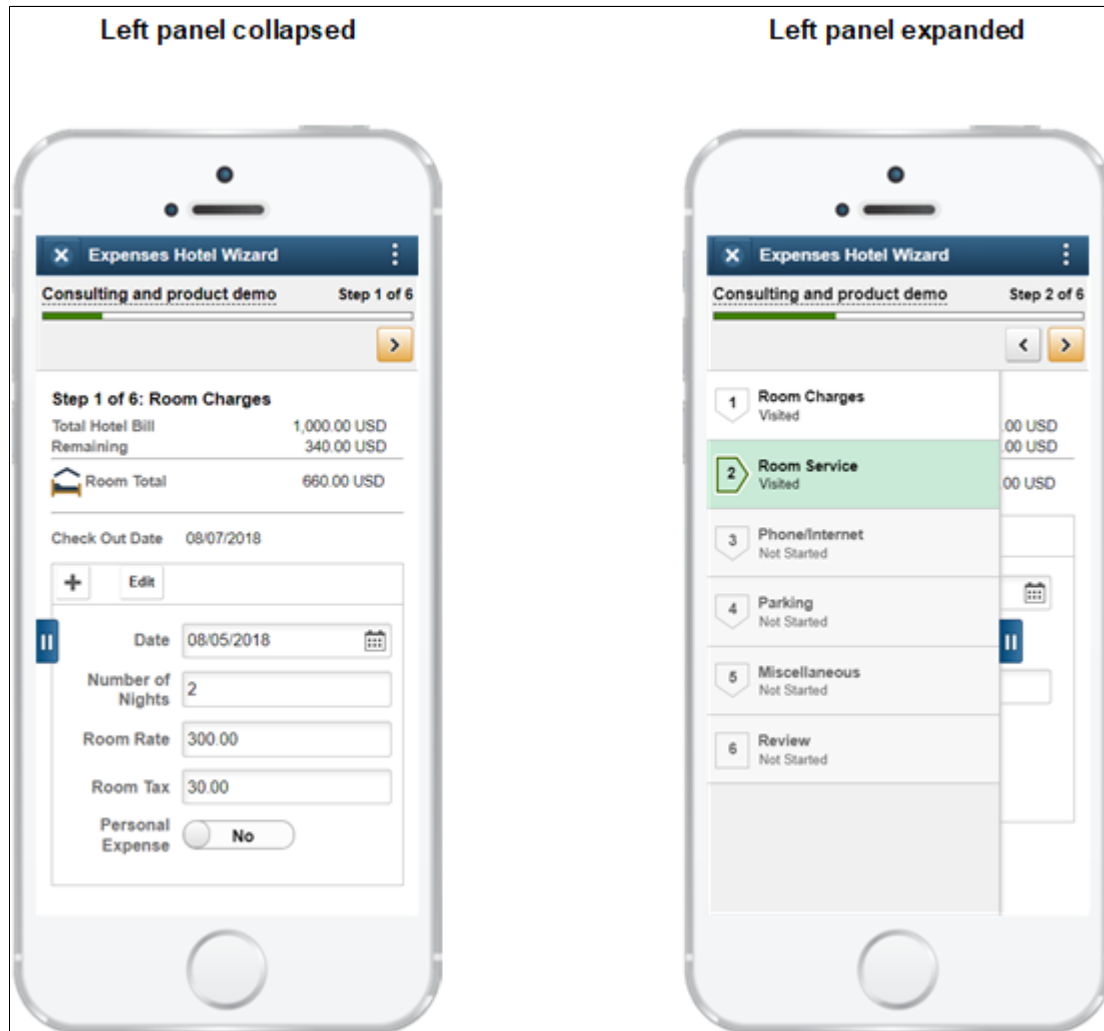 Left panel collapsed
Left panel expanded
Expenses Hotel Wizard
Consulting and product demo Step 1 of 6
Step 1 of 6: Room Charges
Total Hotel Bill 1,000.00 USD
Remaining 340.00 USD
Room Total 660.00 USD
Check Out Date 08/07/2018
Edit
Date 08/05/2018
Number of
Nights 2
Room Rate 300.00
Room Tax 30.00
Personal
Expense No
Expenses Hotel Wizard
Consulting and product demo Step 2 of 6
1 Room Charges
Visited
.00 USD
.00 USD
2 Room Service
Visited
.00 USD
3 Phone/Internet
Not Started
4 Parking
Not Started
5 Miscellaneous
Not Started
6 Review
Not Started